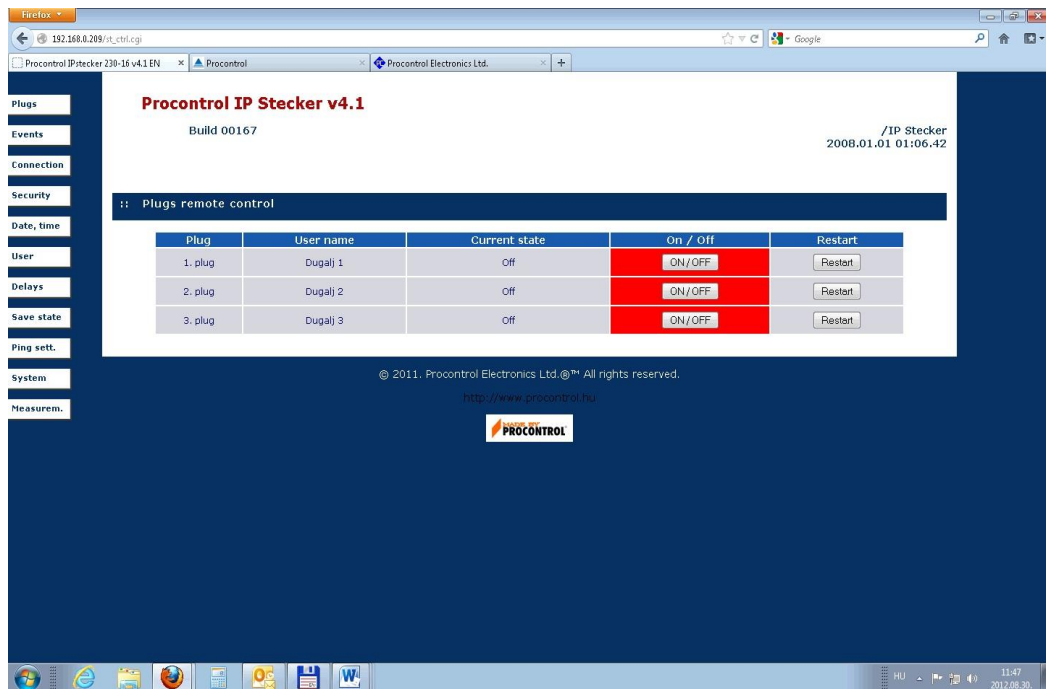 Firefox
192.168.0.209/st_ctrl.cgi
Google
Procontrol IPstecker 230-16 v4.1 EN
Procontrol
Procontrol Electronics Ltd.
Plugs
Events
Connection
Security
Date, time
User
Delays
Save state
Ping sett.
System
Measurem.
Procontrol IP Stecker v4.1
Build 00167
/IP Stecker
2008.01.01 01:06.42
:: Plugs remote control
Plug User name Current state On / Off Restart
1. plug Dugalj 1 Off ON/OFF Restart
2. plug Dugalj 2 Off ON/OFF Restart
3. plug Dugalj 3 Off ON/OFF Restart
© 2011. Procontrol Electronics Ltd.®™ All rights reserved.
http://www.procontrol.hu
MADE BY
PROCONTROL
HU
11:47
2012.08.30.